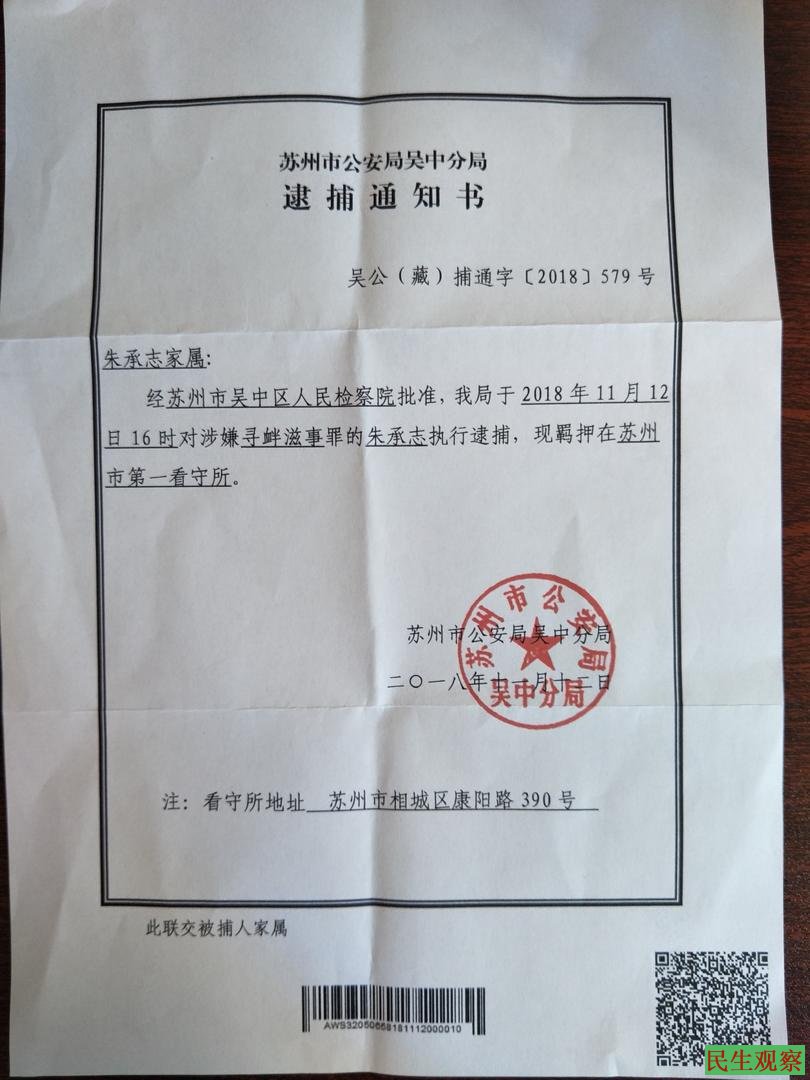 苏州市公安局吴中分局
逮捕通知书
吴公（藏）捕通字〔2018〕579号
朱承志家属:
经苏州市吴中区人民检察院批准，我局于2018年11月12
日16时对涉嫌寻衅滋事罪的朱承志执行逮捕，现羁押在苏州
市第一看守所。
苏州市公安局
吴中分局
苏州市公安局吴中分局
二〇一八年十一月十二日
注：看守所地址 苏州市相城区康阳路390号
此联交被捕人家属
AWS32050658181112000010
民生观察